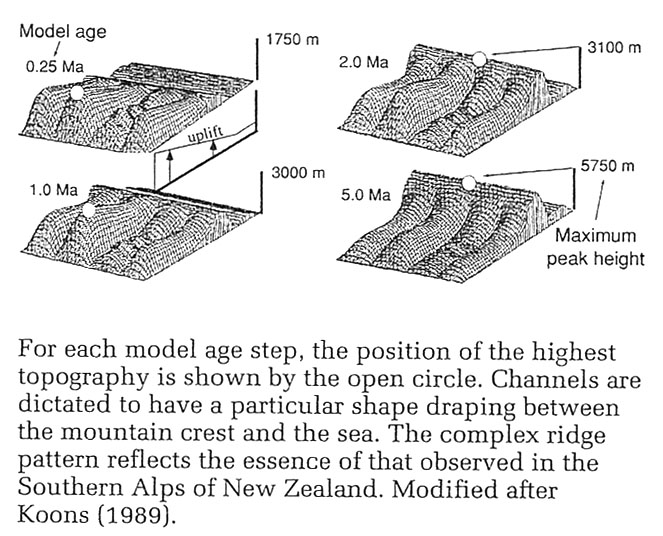 Model age
0.25 Ma
1750 m
2.0 Ma
3100 m
uplift
1.0 Ma
3000 m
5.0 Ma
5750 m
Maximum
peak height
For each model age step, the position of the highest
topography is shown by the open circle. Channels are
dictated to have a particular shape draping between
the mountain crest and the sea. The complex ridge
pattern reflects the essence of that observed in the
Southern Alps of New Zealand. Modified after
Koons (1989).